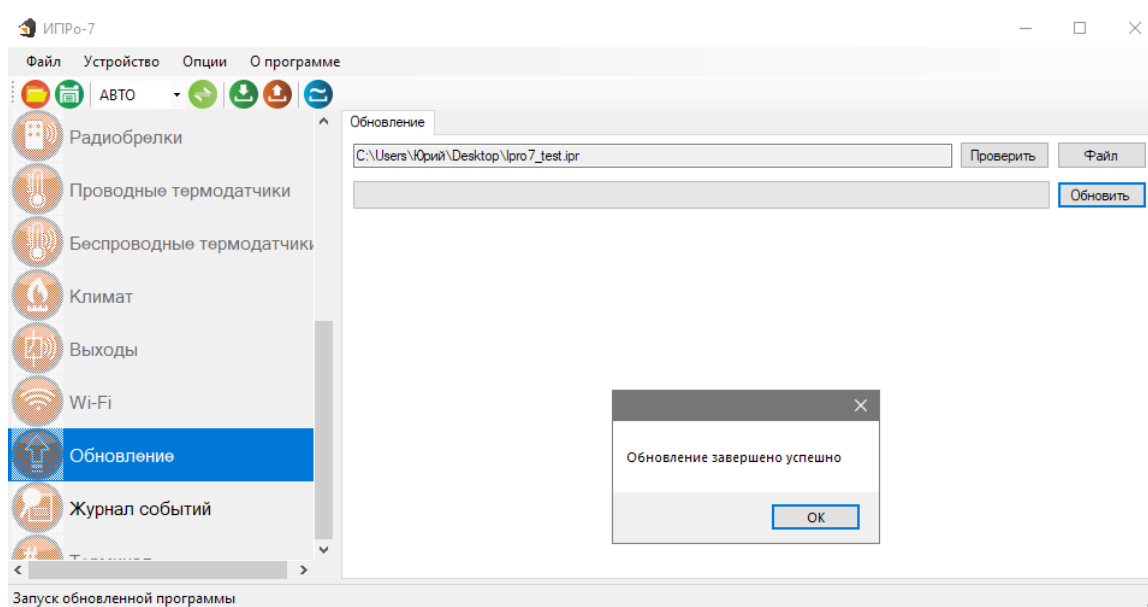 ИПРо-7
Файл Устройство Опции О программе
АВТО
Радиобрелки
Проводные термодатчики
Беспроводные термодатчики
Климат
Выходы
Wi-Fi
Обновление
Журнал событий
Обновление
C:\Users\Юрий\Desktop\Ipro7_test.ipr Проверить Файл
Обновить
Обновление завершено успешно
OK
Запуск обновленной программы